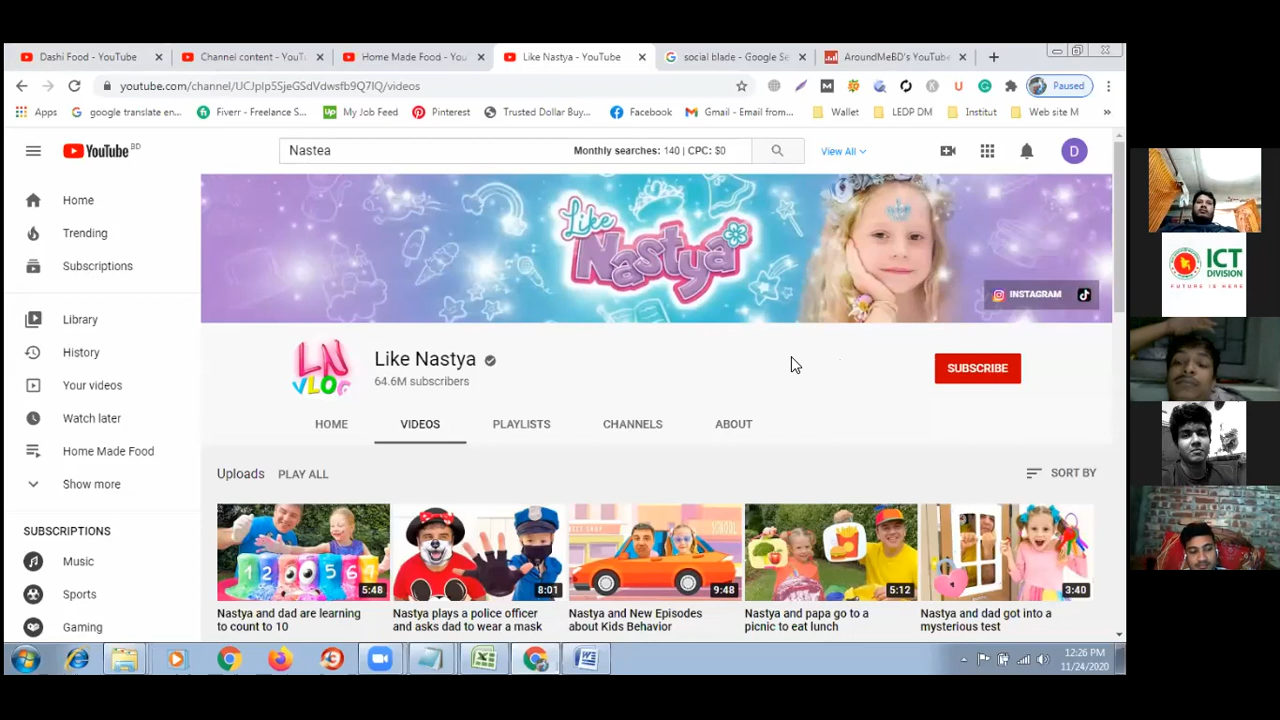 Dashi Food - YouTube
Channel content - YouT
Home Made Food - You
Like Nastya - YouTube
social blade - Google Se
AroundMeBD's YouTube
youtube.com/channel/UCJplp5SjeGSdVdwsfb9Q7lQ/videos
Paused
Apps
google translate en...
Fiverr - Freelance S...
My Job Feed
Pinterest
Trusted Dollar Buy...
Facebook
Gmail - Email from...
Wallet
LEDP DM
Institut
Web site M
YouTube BD
Nastea
Monthly searches: 140 | CPC: $0
View All
D
Home
Trending
Subscriptions
Library
History
Your videos
Watch later
Home Made Food
Show more
SUBSCRIPTIONS
Music
Sports
Gaming
Like
Nastya
INSTAGRAM
LN
VLOG
Like Nastya
64.6M subscribers
SUBSCRIBE
HOME
VIDEOS
PLAYLISTS
CHANNELS
ABOUT
Uploads
PLAY ALL
SORT BY
5:48
8:01
SCHOOL
9:48
5:12
3:40
Nastya and dad are learning
to count to 10
Nastya plays a police officer
and asks dad to wear a mask
Nastya and New Episodes
about Kids Behavior
Nastya and papa go to a
picnic to eat lunch
Nastya and dad got into a
mysterious test
12:26 PM
11/24/2020
ICT
DIVISION
FUTURE IS HERE